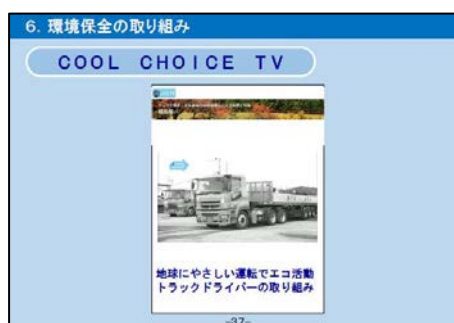 6. 環境保全の取り組み
COOL CHOICE TV
地球にやさしい運転でエコ活動
トラックドライバーの取り組み
-37-